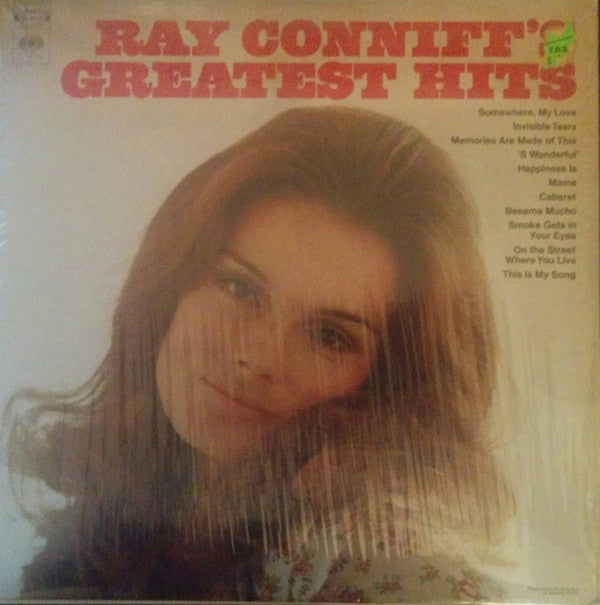 RAY CONNIFF'S
GREATEST HITS
Somewhere, My Love
Invisible Tears
Memories Are Made of This
'S Wonderful
Happiness Is
Mame
Cabaret
Besame Mucho
Smoke Gets in
Your Eyes
On the Street
Where You Live
This Is My Song